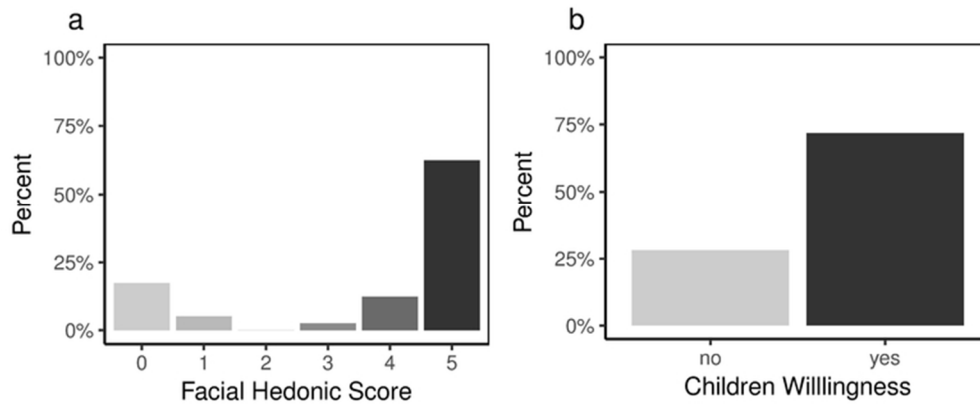 a
100%
75%
50%
25%
0%
Percent
0 1 2 3 4 5
Facial Hedonic Score
b
100%
75%
50%
25%
0%
Percent
no yes
Children Willlingness